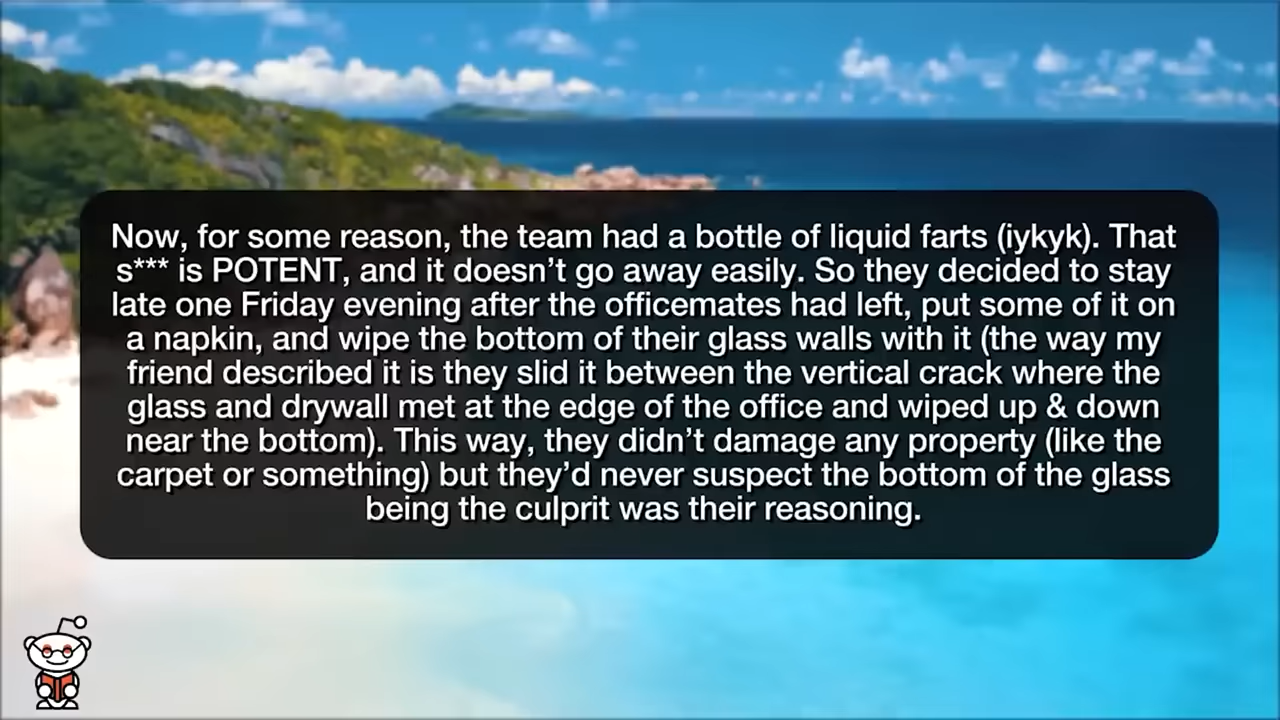 Now, for some reason, the team had a bottle of liquid farts (iykyk). That
s*** is POTENT, and it doesn’t go away easily. So they decided to stay
late one Friday evening after the officemates had left, put some of it on
a napkin, and wipe the bottom of their glass walls with it (the way my
friend described it is they slid it between the vertical crack where the
glass and drywall met at the edge of the office and wiped up & down
near the bottom). This way, they didn’t damage any property (like the
carpet or something) but they’d never suspect the bottom of the glass
being the culprit was their reasoning.